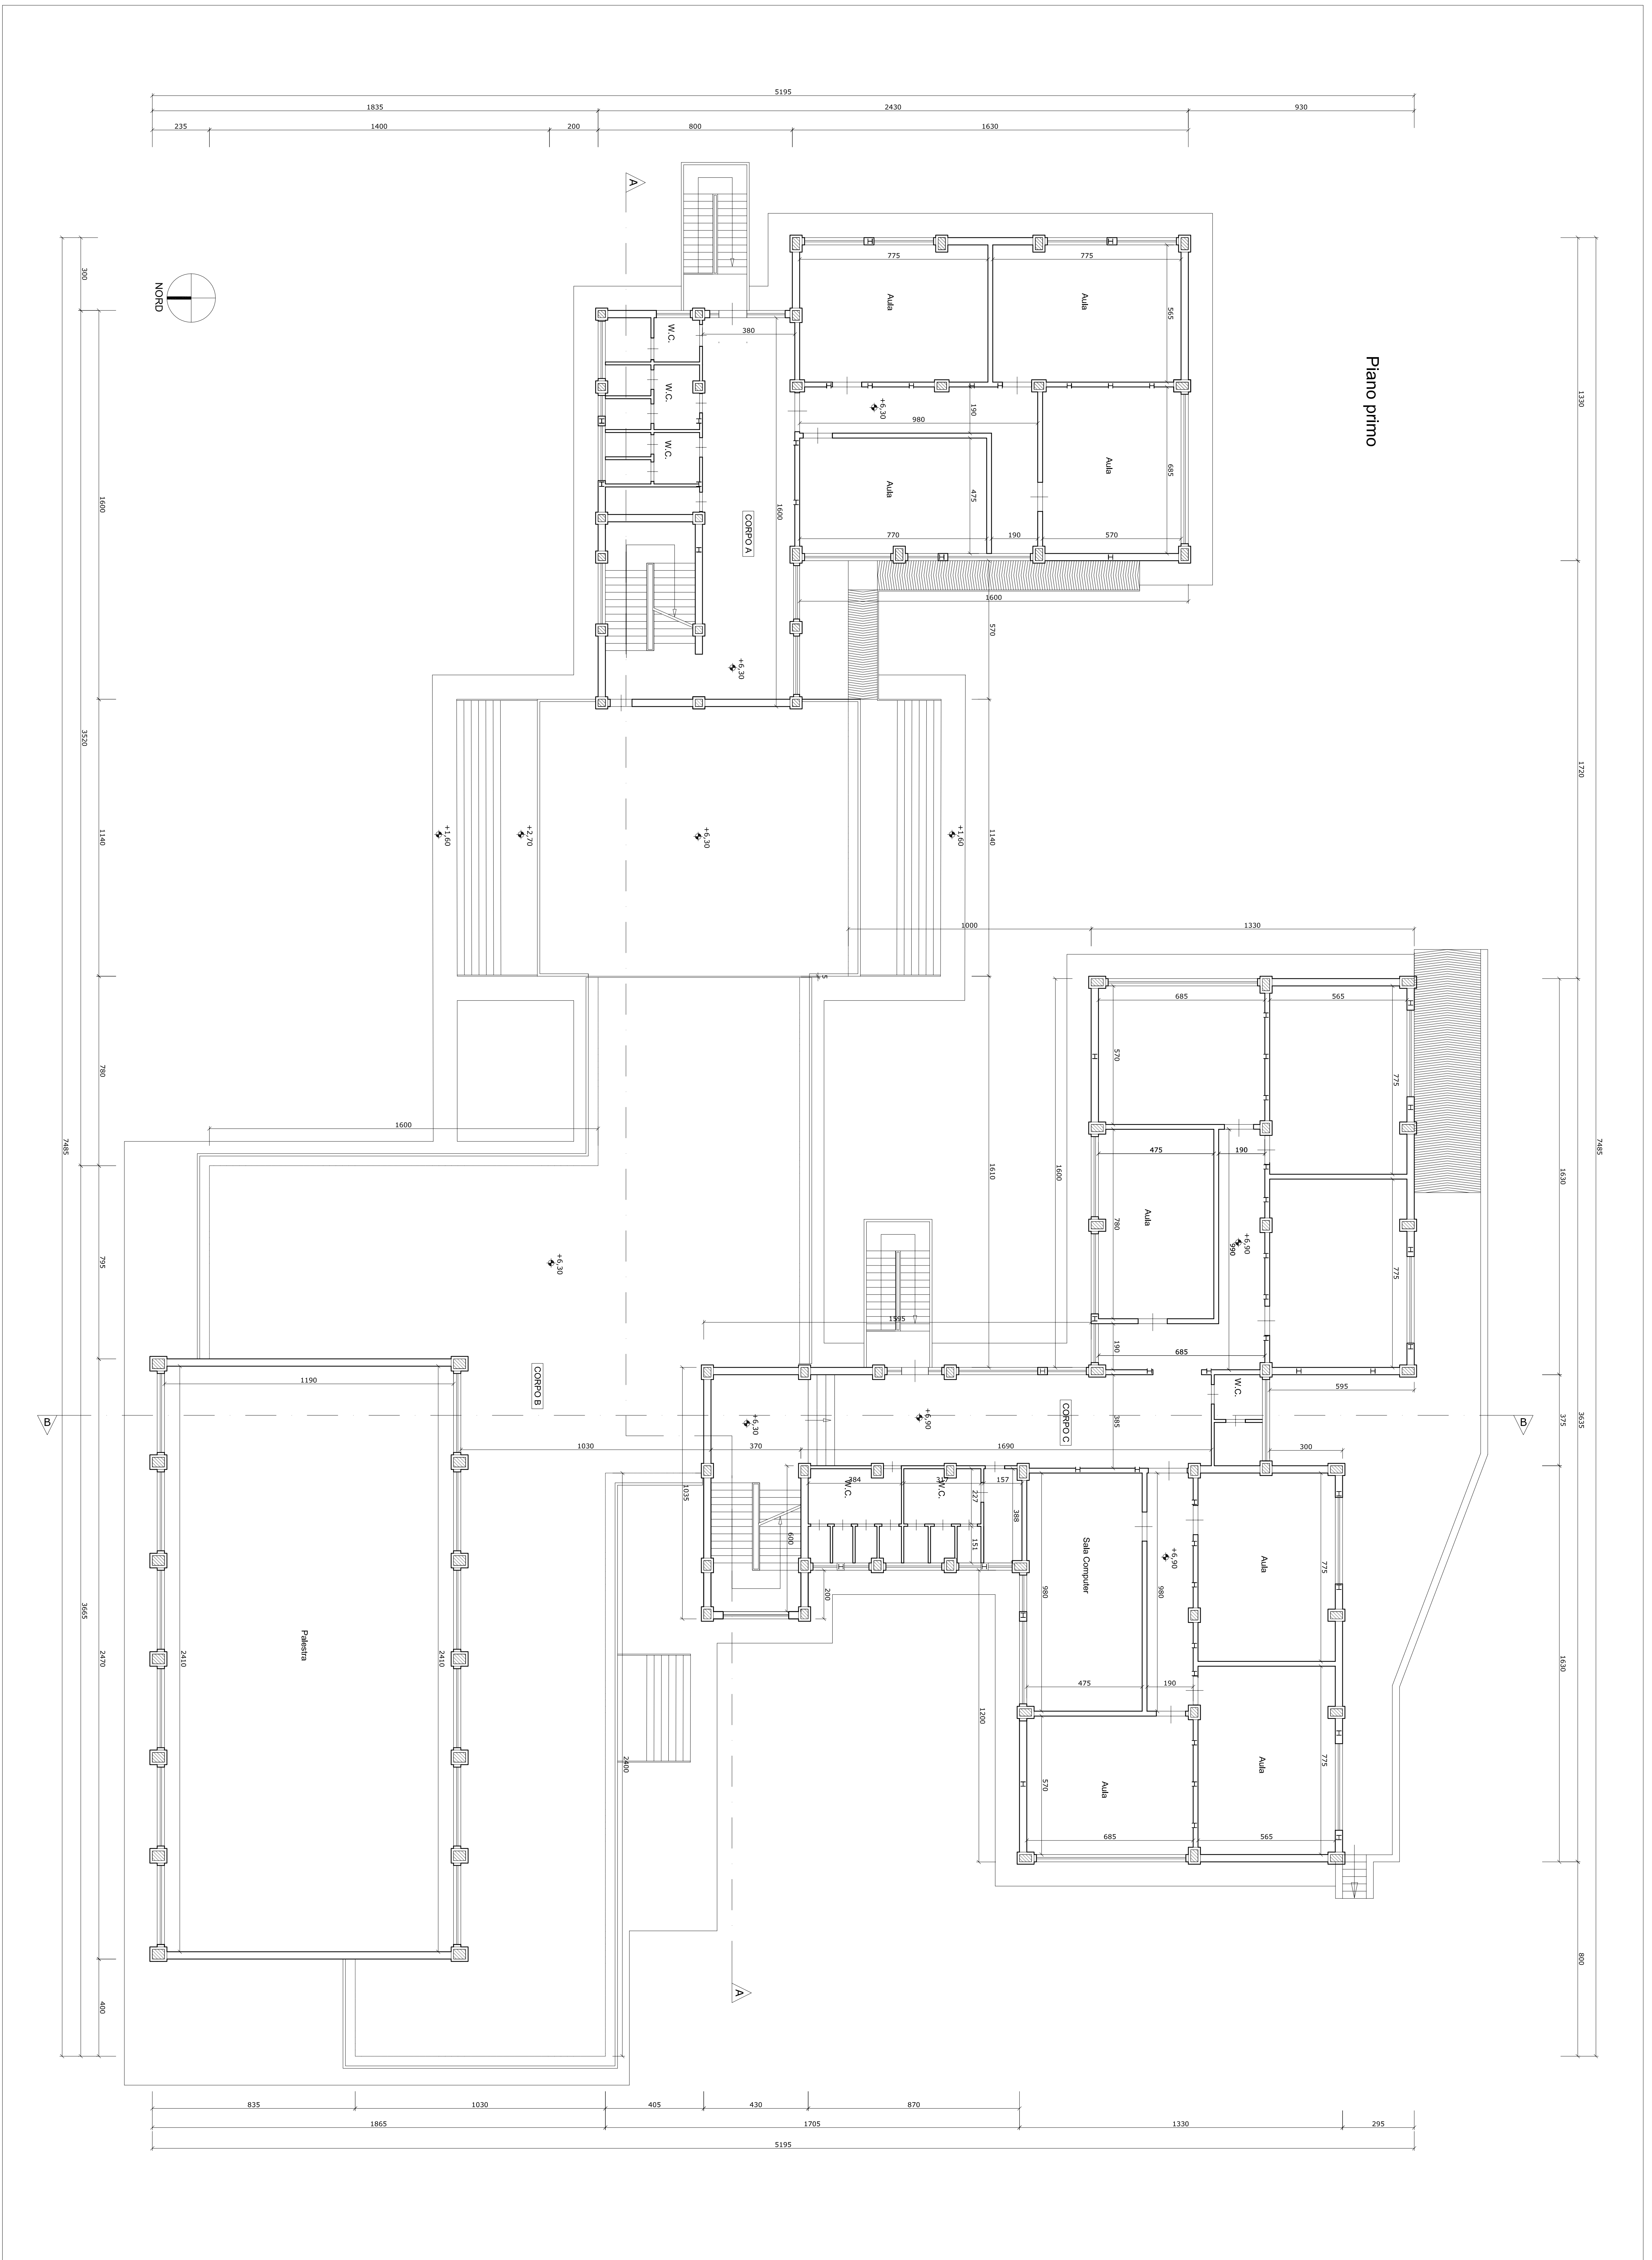 5195
1835 2430 930
235 1400 200 800 1630
A
NORD
Piano primo
300
7485
3520
1600
1140
780
795
3665
2470
400
1330
1720
7485
1630
375
3635
1630
800
775 775
Aula Aula
565
W.C.
W.C.
W.C.
380
+6,30
190
980
Aula
Aula
685
475
770 190 570
CORPO A
1600
1600
570
+6,30
+1,60
+2,70
+6,30
+1,60
1140
1000 1330
5
685 565
570
775
1600
1600
1610
475 190
Aula
780
990
+6,90
775
+6,30
1595
190
685
W.C.
595
CORPO B
1190
B
B
+6,30
+6,90
CORPO C
385
1030 370 1690 300
1035
384 317 157
W.C.
W.C.
227
388
151
600
200
Sala Computer
+6,90
Aula
775
980
980
Palestra
2410
2410
475 190
1200
2400
775
570
Aula
Aula
685 565
A
835 1030 405 430 870
1865 1705 1330 295
5195